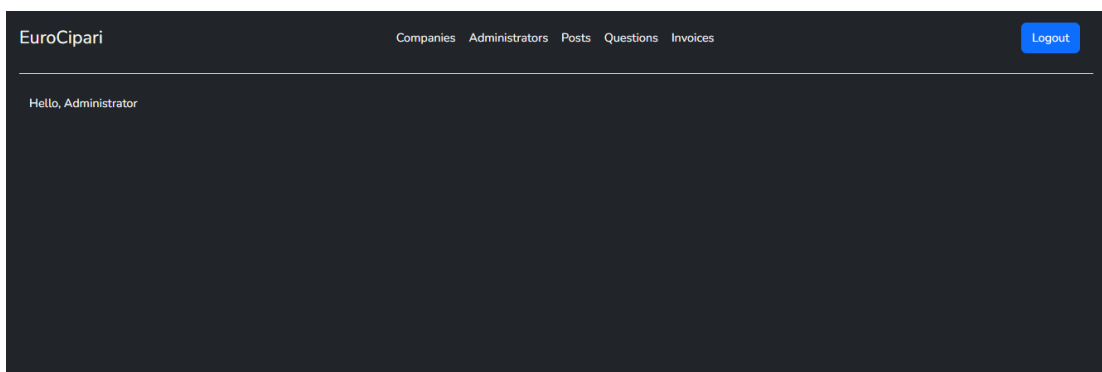 EuroCipari Companies Administrators Posts Questions Invoices Logout
Hello, Administrator